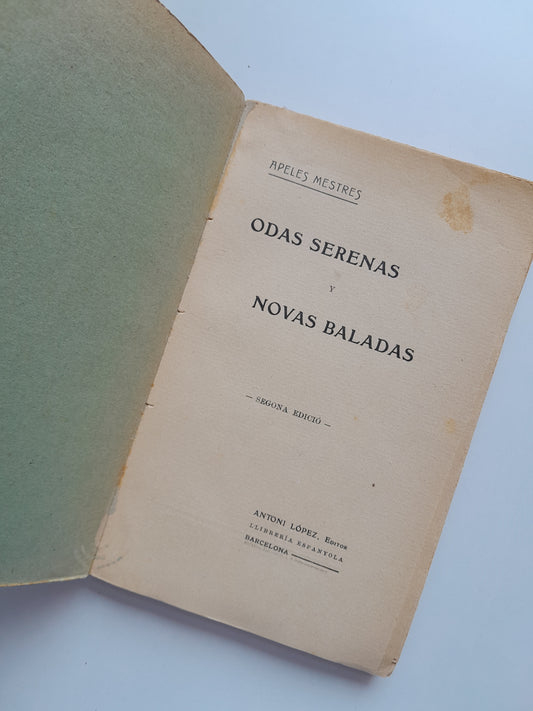 APELES MESTRES
ODAS SERENAS
Y
NOVAS BALADAS
— SEGONA EDICIÓ —
ANTONI LÓPEZ, EDITOR
LLIBRERÍA ESPANYOLA
BARCELONA